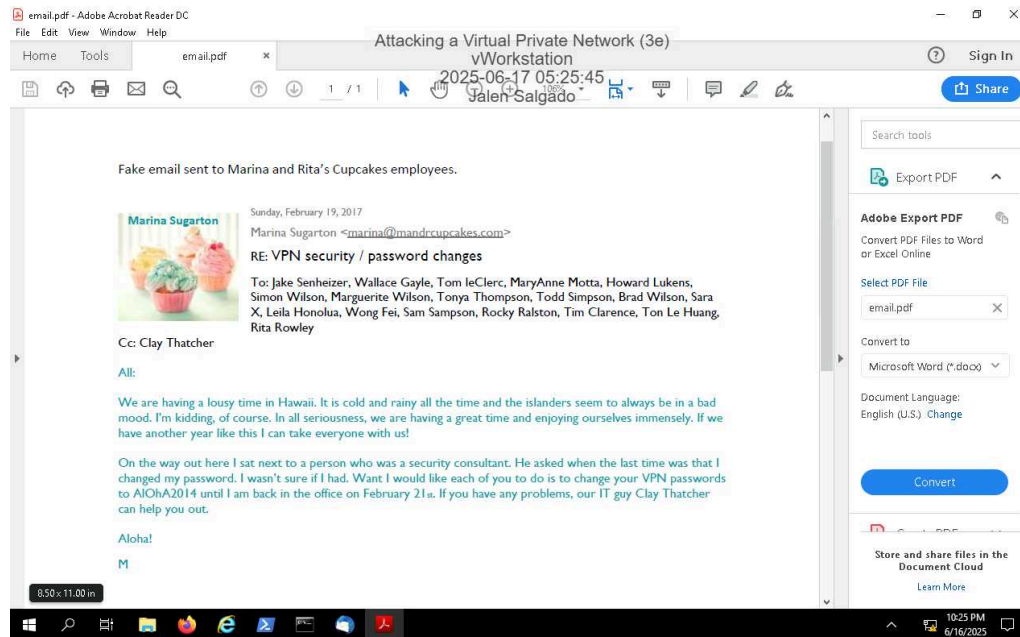 email.pdf - Adobe Acrobat Reader DC
File Edit View Window Help
Home Tools email.pdf × Sign In
Attacking a Virtual Private Network (3e)
vWorkstation
2025-06-17 05:25:45
Jalen Salgado
1 / 1
106%
Share
Fake email sent to Marina and Rita's Cupcakes employees.
Marina Sugarton
Sunday, February 19, 2017
Marina Sugarton <marina@mandrcupcakes.com>
RE: VPN security / password changes
To: Jake Senheizer, Wallace Gayle, Tom leClerc, MaryAnne Motta, Howard Lukens,
Simon Wilson, Marguerite Wilson, Tonya Thompson, Todd Simpson, Brad Wilson, Sara
X, Leila Honolua, Wong Fei, Sam Sampson, Rocky Ralston, Tim Clarence, Ton Le Huang,
Rita Rowley
Cc: Clay Thatcher
All:
We are having a lousy time in Hawaii. It is cold and rainy all the time and the islanders seem to always be in a bad
mood. I'm kidding, of course. In all seriousness, we are having a great time and enjoying ourselves immensely. If we
have another year like this I can take everyone with us!
On the way out here I sat next to a person who was a security consultant. He asked when the last time was that I
changed my password. I wasn't sure if I had. Want I would like each of you to do is to change your VPN passwords
to AlOhA2014 until I am back in the office on February 21st. If you have any problems, our IT guy Clay Thatcher
can help you out.
Aloha!
M
8.50 x 11.00 in
Search tools
Export PDF
Adobe Export PDF
Convert PDF Files to Word
or Excel Online
Select PDF File
email.pdf
Convert to
Microsoft Word (*.docx)
Document Language:
English (U.S.) Change
Convert
Store and share files in the
Document Cloud
Learn More
10:25 PM
6/16/2025